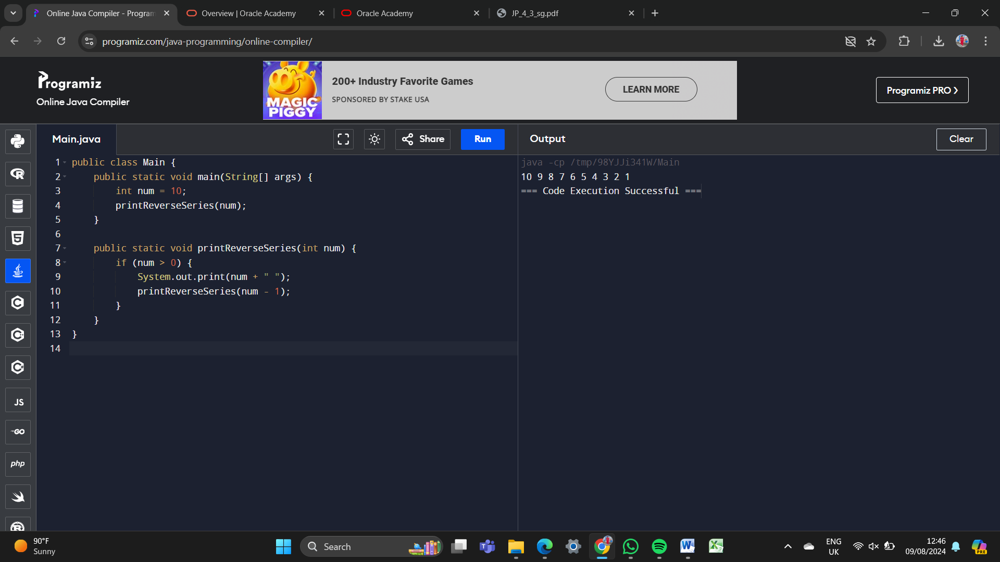 Online Java Compiler - Program
Overview | Oracle Academy
Oracle Academy
JP_4_3_sg.pdf
programiz.com/java-programming/online-compiler/
Programiz
Online Java Compiler
MAGIC
PIGGY
200+ Industry Favorite Games
SPONSORED BY STAKE USA
LEARN MORE
Programiz PRO
Main.java
Share
Run
Output
Clear
1 public class Main {
2     public static void main(String[] args) {
3         int num = 10;
4         printReverseSeries(num);
5     }
6
7     public static void printReverseSeries(int num) {
8         if (num > 0) {
9             System.out.print(num + " ");
10             printReverseSeries(num - 1);
11         }
12     }
13 }
14
java -cp /tmp/98YJJi341W/Main
10 9 8 7 6 5 4 3 2 1
=== Code Execution Successful ===
R
5
C
C
C
JS
GO
php
R
90°F
Sunny
Search
ENG
UK
12:46
09/08/2024
PRE